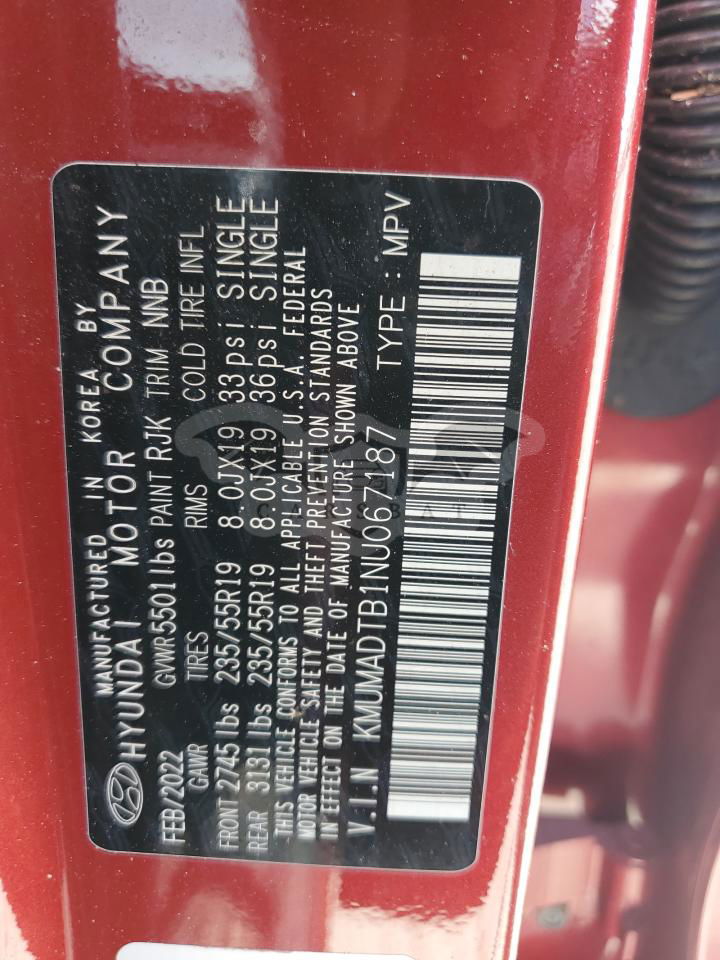 MANUFACTURED IN KOREA BY
HYUNDAI MOTOR COMPANY
FEB/2022 GVWR 5501 lbs PAINT RJK TRIM NNB
GAWR TIRES RIMS COLD TIRE INFL
FRONT 2745 lbs 235/55R19 8.0JX19 33psi SINGLE
REAR 3131 lbs 235/55R19 8.0JX19 36psi SINGLE
THIS VEHICLE CONFORMS TO ALL APPLICABLE U.S.A. FEDERAL
MOTOR VEHICLE SAFETY AND THEFT PREVENTION STANDARDS
IN EFFECT ON THE DATE OF MANUFACTURE SHOWN ABOVE
V.I.N KMUMADTB1NU067187 TYPE : MPV
CARSBAT